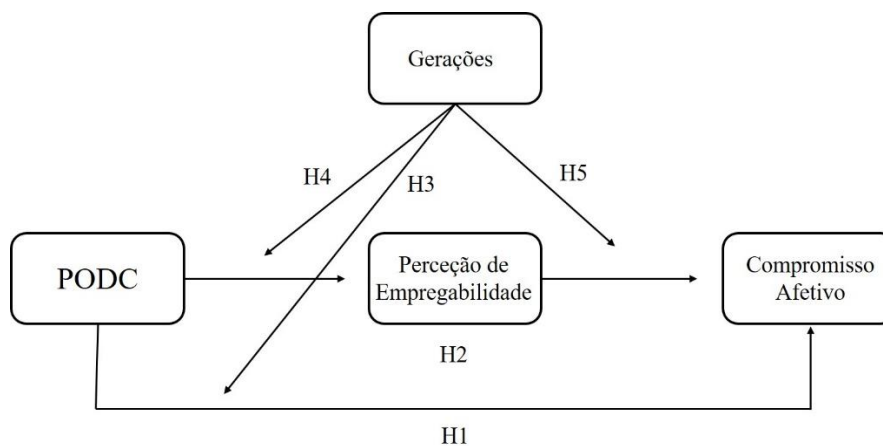 Gerações
H4
H3
H5
PODC
Perceção de
Empregabilidade
Compromisso
Afetivo
H2
H1